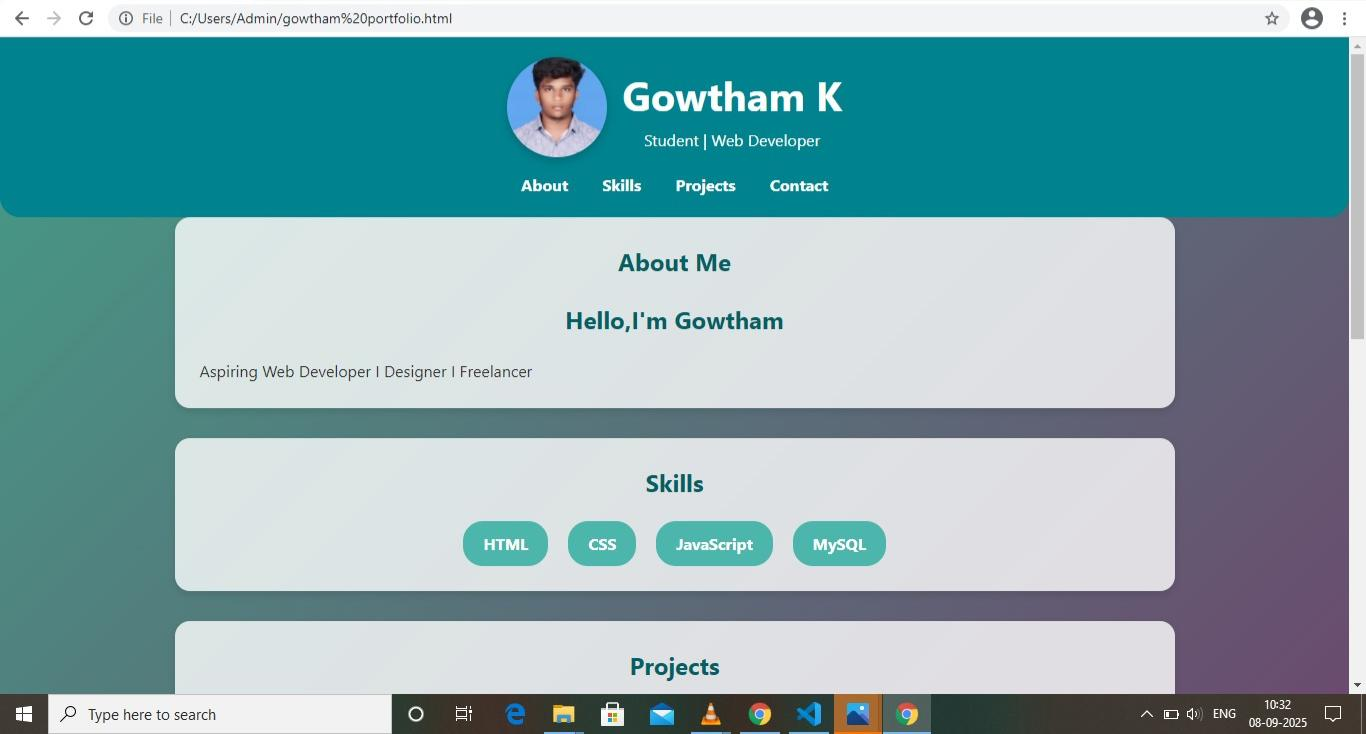 File
C:/Users/Admin/gowtham%20portfolio.html
Gowtham K
Student | Web Developer
About Skills Projects Contact
About Me
Hello,I'm Gowtham
Aspiring Web Developer I Designer I Freelancer
Skills
HTML CSS JavaScript MySQL
Projects
Type here to search
ENG
10:32
08-09-2025